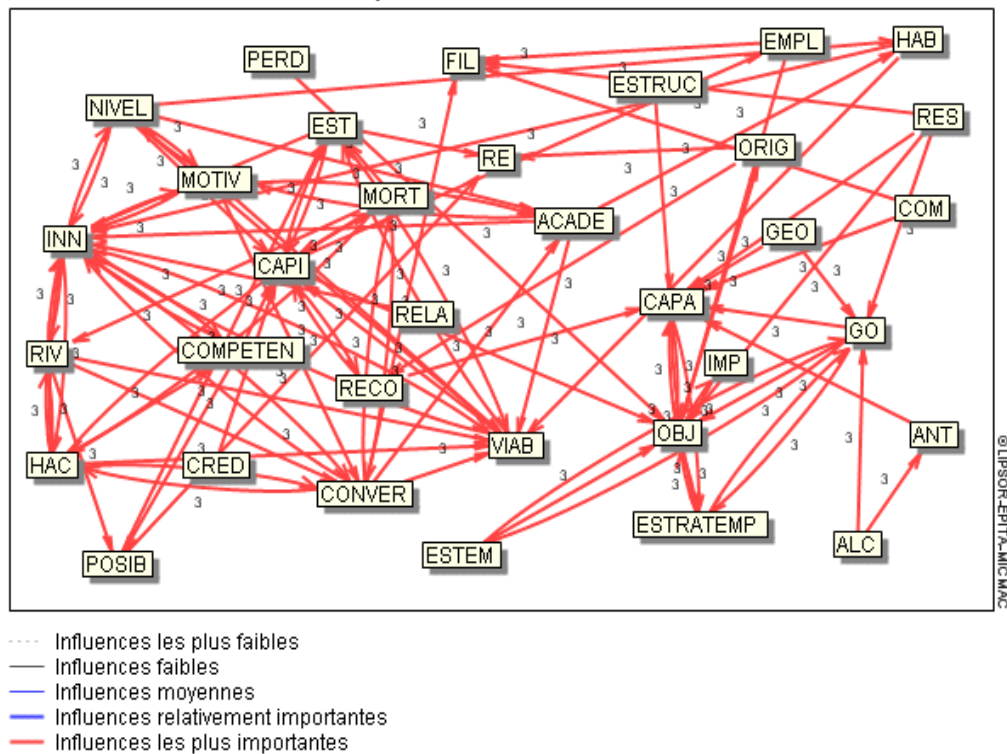 PERD
FIL
EMPL
HAB
ESTRUC
NIVEL
EST
RES
RE
ORIG
MOTIV
MORT
ACADE
COM
INN
GEO
CAPI
CAPA
RELA
GO
RIV
COMPETEN
IMP
RECO
OBJ
ANT
VIAB
HAC
CRED
CONVER
ESTRATEMP
ESTEM
ALC
POSIB
3
© LIPSOR-EPITA-MICMAC
Influences les plus faibles
Influences faibles
Influences moyennes
Influences relativement importantes
Influences les plus importantes